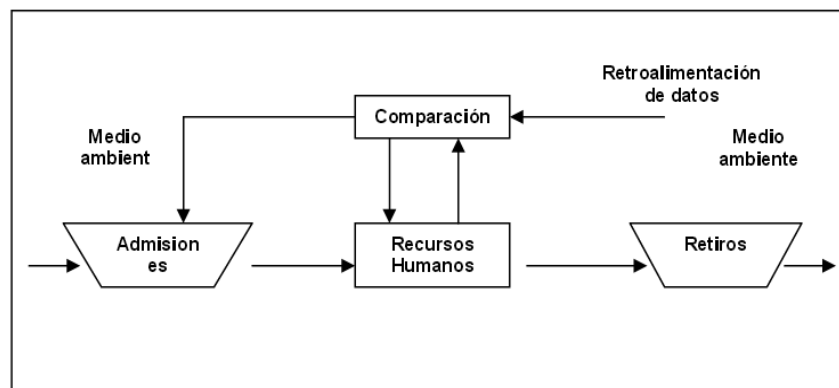 Retroalimentación
de datos
Comparación
Medio
ambient
Medio
ambiente
Admision
es
Recursos
Humanos
Retiros